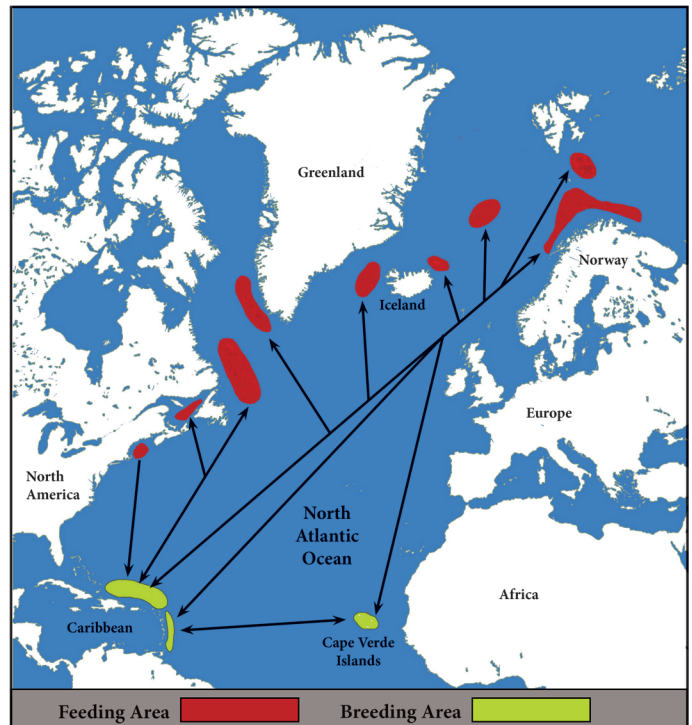 Greenland
Norway
Iceland
Europe
North
America
North
Atlantic
Ocean
Africa
Caribbean
Cape Verde
Islands
Feeding Area
Breeding Area